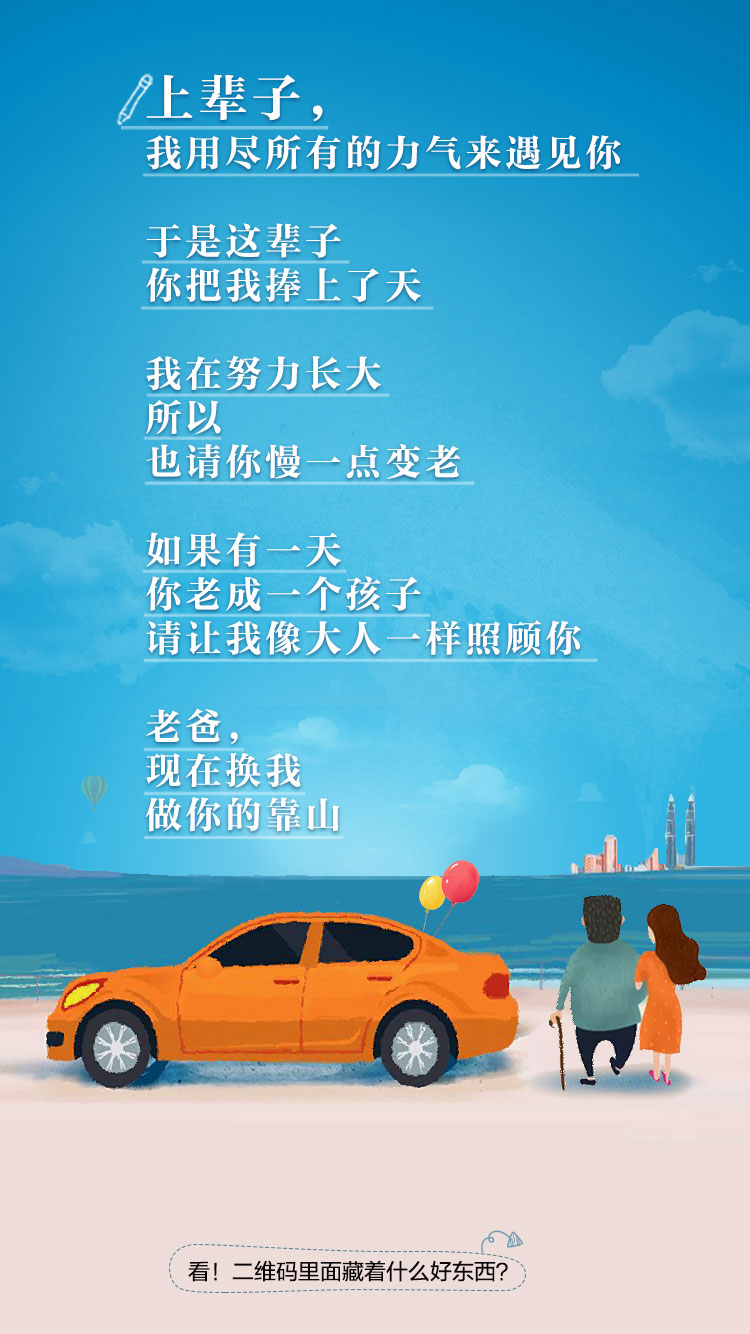 上辈子，
我用尽所有的力气来遇见你
于是这辈子
你把我捧上了天
我在努力长大
所以
也请你慢一点变老
如果有一天
你老成一个孩子
请让我像大人一样照顾你
老爸，
现在换我
做你的靠山
看！二维码里面藏着什么好东西？